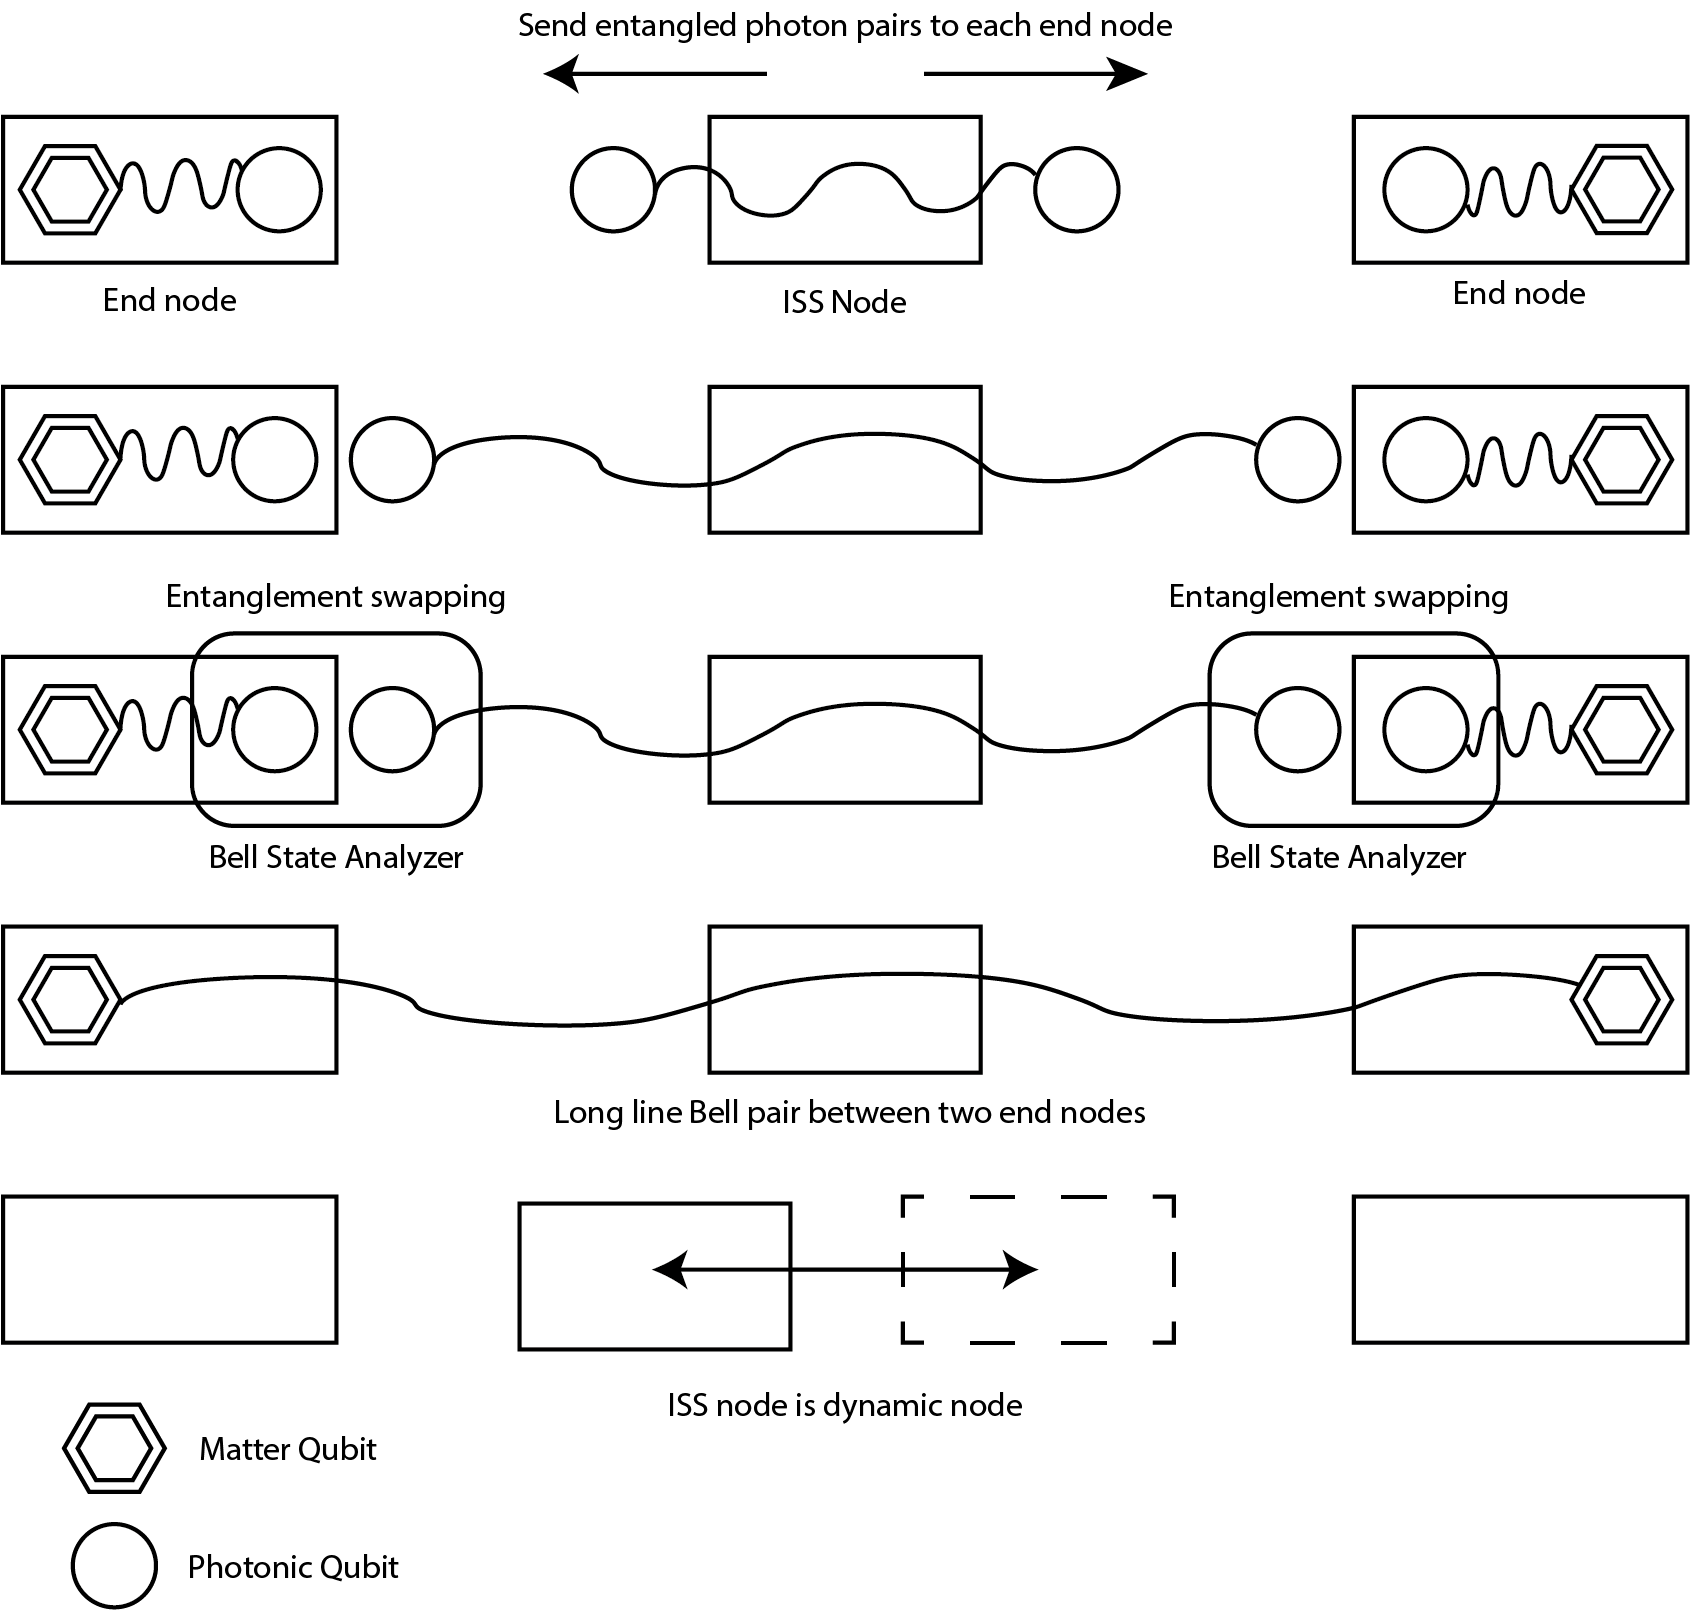 Send entangled photon pairs to each end node
End node
ISS Node
End node
Entanglement swapping
Entanglement swapping
Bell State Analyzer
Bell State Analyzer
Long line Bell pair between two end nodes
ISS node is dynamic node
Matter Qubit
Photonic Qubit